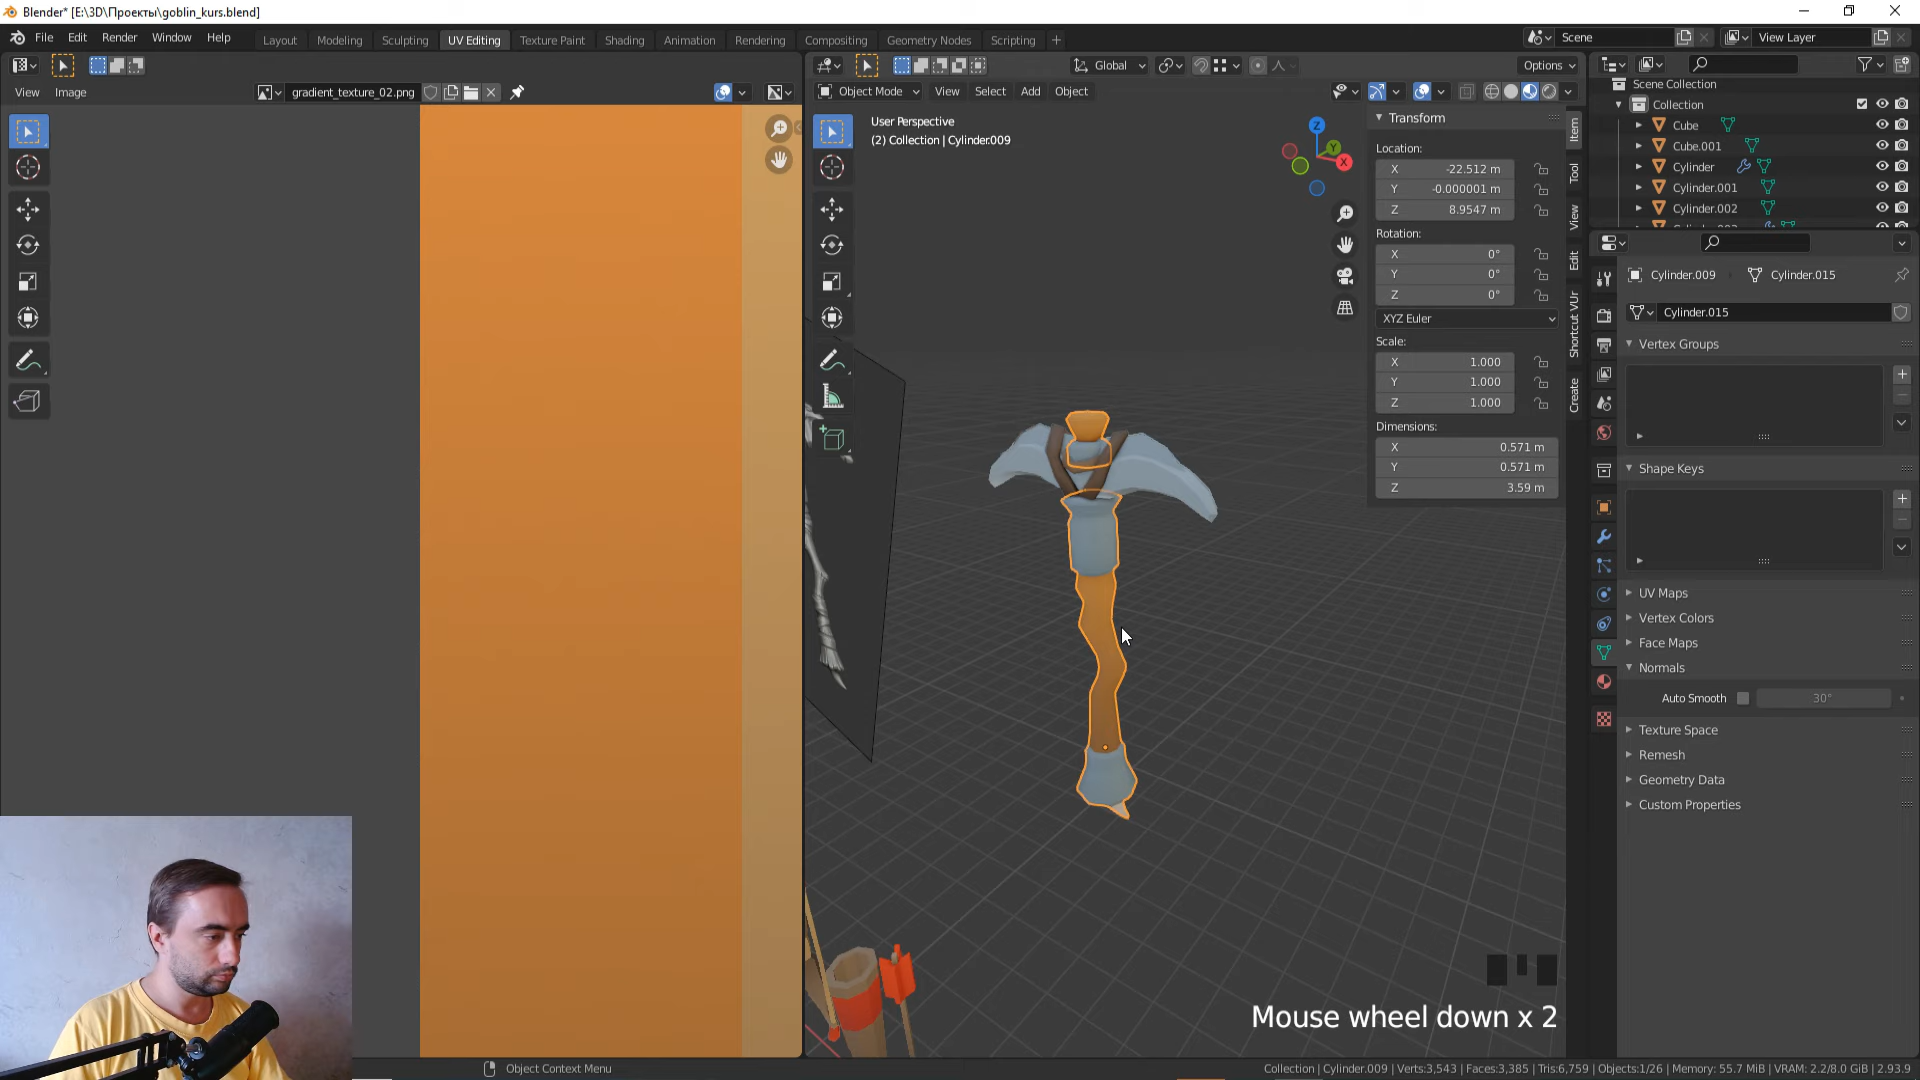 Blender* [E:\3D\Проекты\goblin_kurs.blend]
File Edit Render Window Help
Layout Modeling Sculpting UV Editing Texture Paint Shading Animation Rendering Compositing Geometry Nodes Scripting +
Scene
View Layer
Global
Options
View Image
gradient_texture_02.png
Object Mode View Select Add Object
User Perspective
(2) Collection | Cylinder.009
Z
Y
X
Transform
Location:
X -22.512 m
Y -0.000001 m
Z 8.9547 m
Rotation:
X 0°
Y 0°
Z 0°
XYZ Euler
Scale:
X 1.000
Y 1.000
Z 1.000
Dimensions:
X 0.571 m
Y 0.571 m
Z 3.59 m
Item
Tool
View
Edit
Shortcut VUr
Create
Scene Collection
Collection
Cube
Cube.001
Cylinder
Cylinder.001
Cylinder.002
Cylinder.009 Cylinder.015
Cylinder.015
Vertex Groups
Shape Keys
UV Maps
Vertex Colors
Face Maps
Normals
Auto Smooth 30°
Texture Space
Remesh
Geometry Data
Custom Properties
Mouse wheel down x 2
Object Context Menu
Collection | Cylinder.009 | Verts:3,543 | Faces:3,385 | Tris:6,759 | Objects:1/26 | Memory: 55.7 MiB | VRAM: 2.2/8.0 GiB | 2.93.9